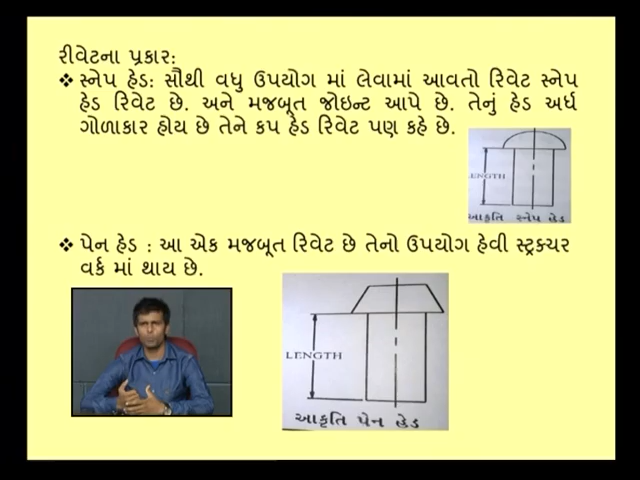 રીવેટના પ્રકાર:
❖ સ્નેપ હેડ: સૌથી વધુ ઉપયોગ માં લેવામાં આવતો રિવેટ સ્નેપ
હેડ રિવેટ છે. અને મજબૂત જોઇન્ટ આપે છે. તેનું હેડ અર્ધ
ગોળાકાર હોય છે તેને કપ હેડ રિવેટ પણ કહે છે.
ENGTH
આકૃતિ સ્નેપ હેડ
❖ પેન હેડ : આ એક મજબૂત રિવેટ છે તેનો ઉપયોગ હેવી સ્ટ્રક્ચર
વર્ક માં થાય છે.
LENGTH
આકૃતિ પેન હેડ